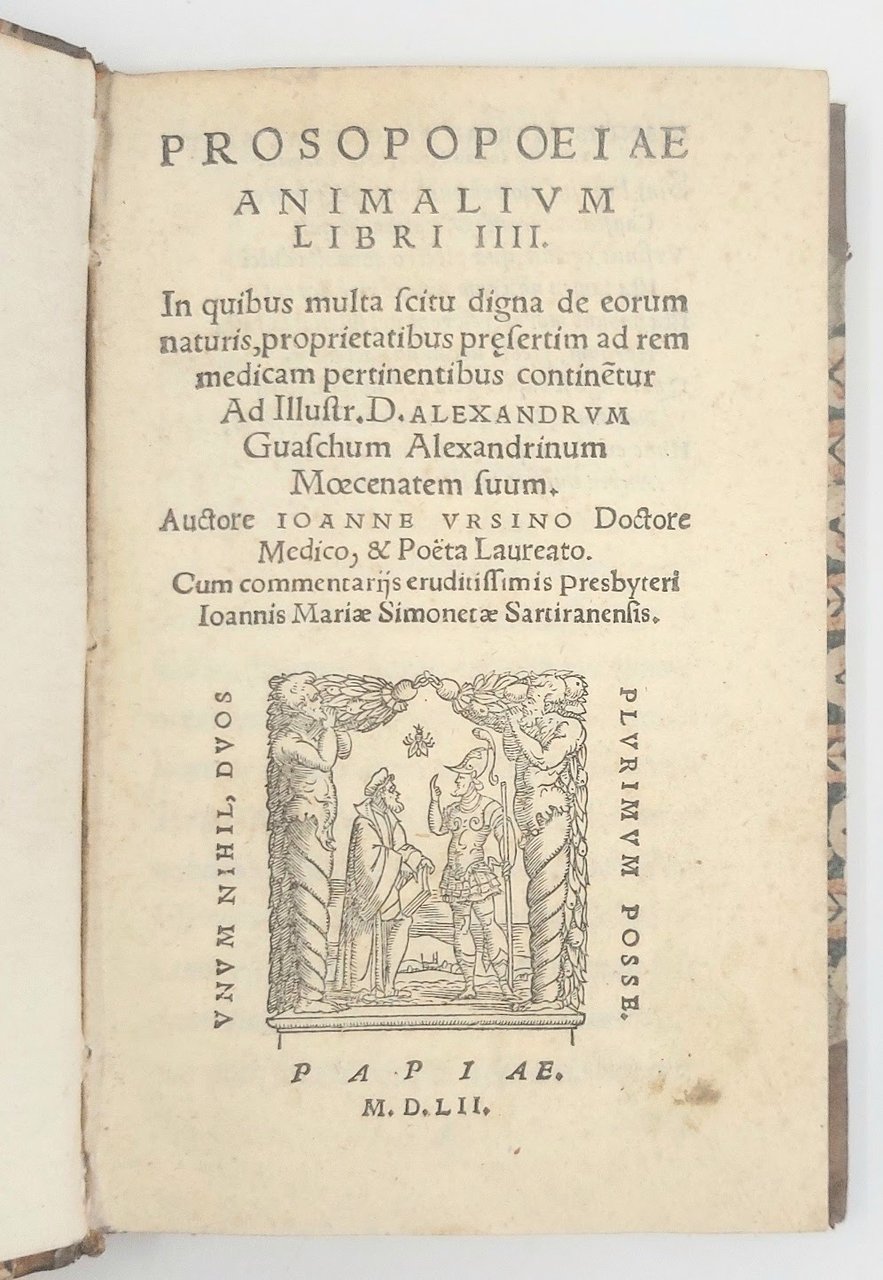 PROSOPOPOEIAE
ANIMALIVM
LIBRI IIII.
In quibus multa ſcitu digna de eorum
naturis,proprietatibus pręſertim ad rem
medicam pertinentibus continẽtur
Ad Illuſtr.D.ALEXANDRVM
Guaſchum Alexandrinum
Mœcenatem ſuum.
Auctore IOANNE VRSINO Doctore
Medico, & Poëta Laureato.
Cum commentarijs eruditiſſimis presbyteri
Ioannis Mariæ Simonetæ Sartiranenſis.
VNVM NIHIL, DVOS
PLVRIMVM POSSE.
PAPIAE.
M.D.LII.